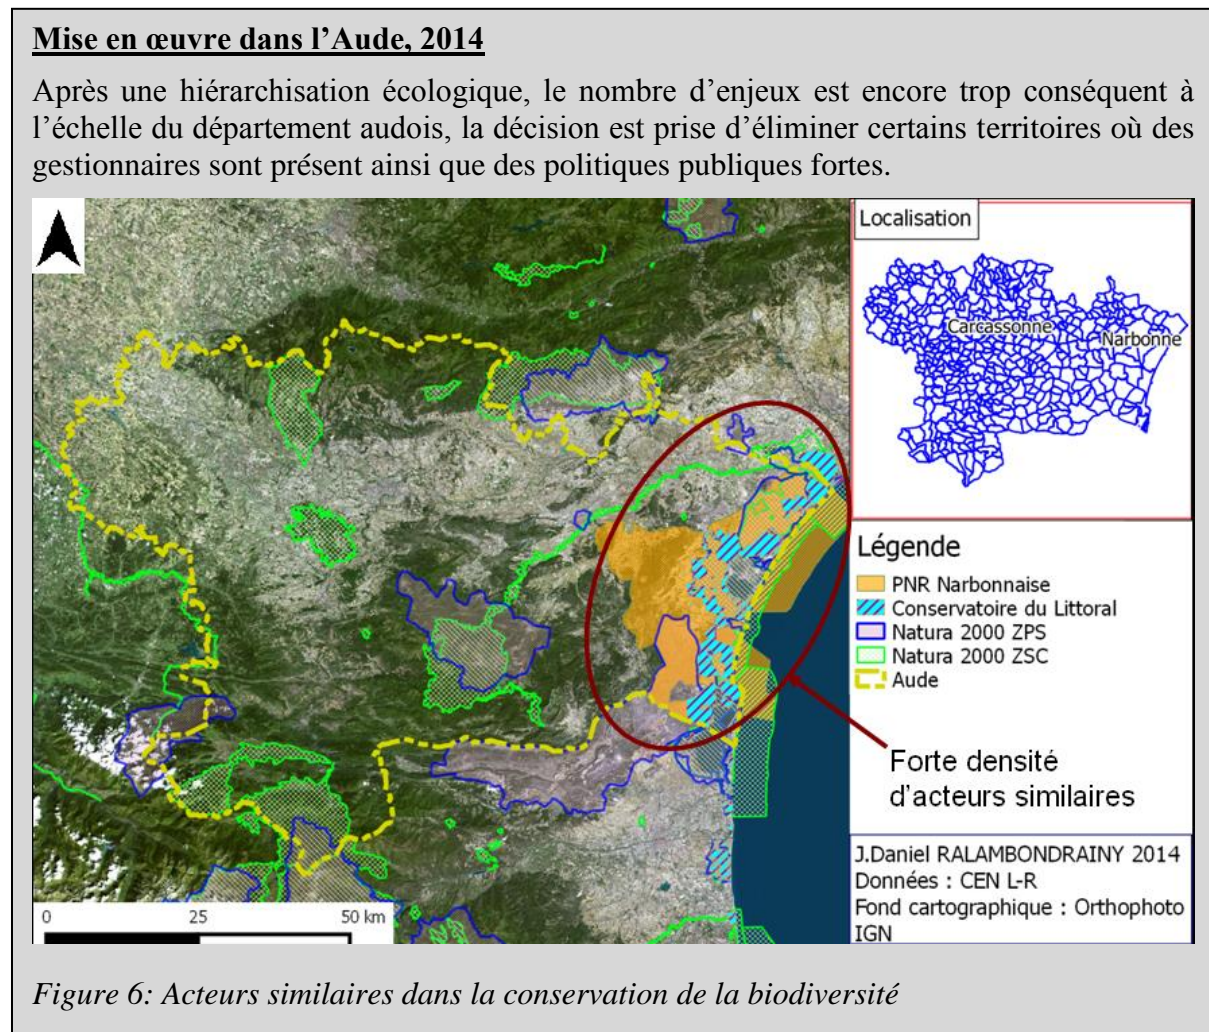 Mise en œuvre dans l’Aude, 2014
Après une hiérarchisation écologique, le nombre d’enjeux est encore trop conséquent à
l’échelle du département audois, la décision est prise d’éliminer certains territoires où des
gestionnaires sont présent ainsi que des politiques publiques fortes.
Localisation
Carcassonne
Narbonne
Légende
PNR Narbonnaise
Conservatoire du Littoral
Natura 2000 ZPS
Natura 2000 ZSC
Aude
Forte densité
d’acteurs similaires
J.Daniel RALAMBONDRAINY 2014
Données : CEN L-R
Fond cartographique : Orthophoto
IGN
0 25 50 km
Figure 6: Acteurs similaires dans la conservation de la biodiversité